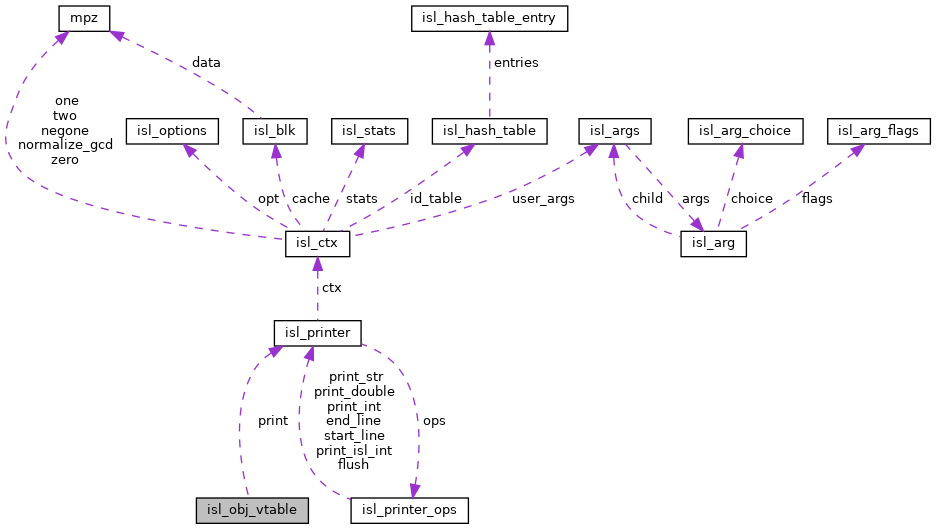 mpz
isl_hash_table_entry
data
entries
one
two
negone
normalize_gcd
zero
isl_options
isl_blk
isl_stats
isl_hash_table
isl_args
isl_arg_choice
isl_arg_flags
opt
cache
stats
id_table
user_args
child
args
choice
flags
isl_ctx
isl_arg
ctx
isl_printer
print
print_str
print_double
print_int
end_line
start_line
print_isl_int
flush
ops
isl_obj_vtable
isl_printer_ops